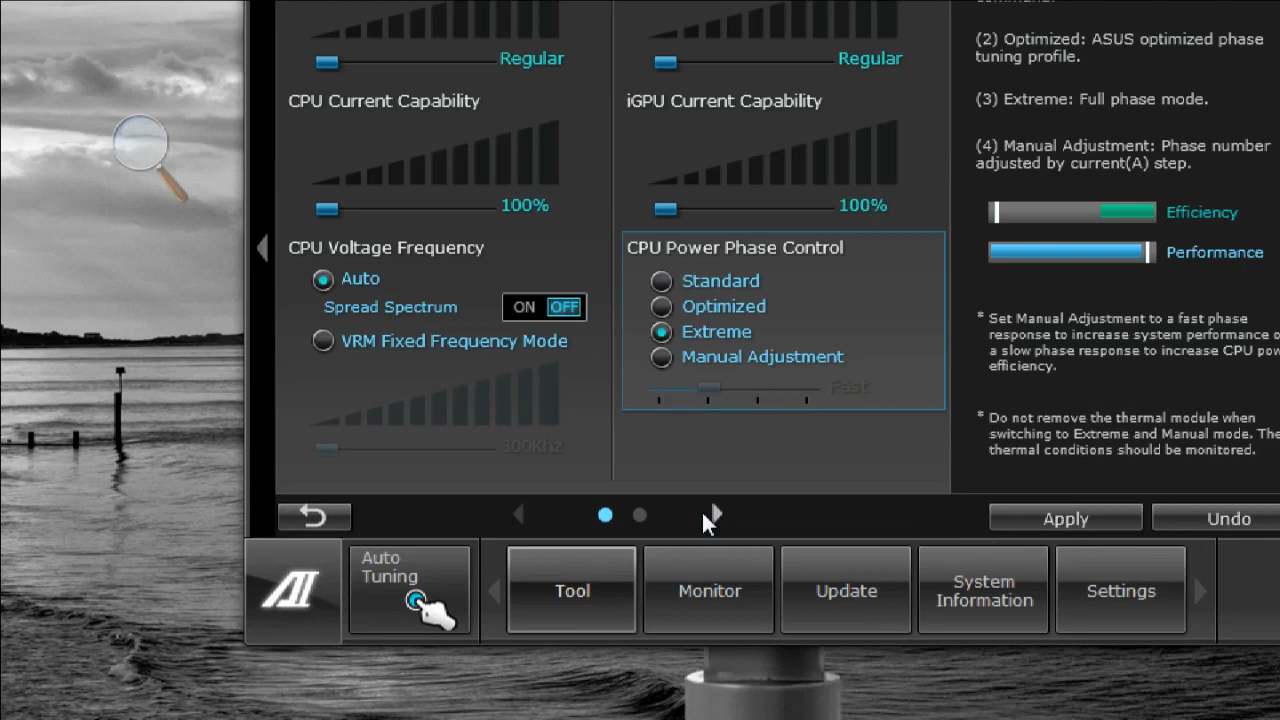 Regular
Regular
CPU Current Capability
iGPU Current Capability
100%
100%
CPU Voltage Frequency
Auto
Spread Spectrum
ON OFF
VRM Fixed Frequency Mode
300Khz
CPU Power Phase Control
Standard
Optimized
Extreme
Manual Adjustment
Fast
(2) Optimized: ASUS optimized phase
tuning profile.
(3) Extreme: Full phase mode.
(4) Manual Adjustment: Phase number
adjusted by current(A) step.
Efficiency
Performance
* Set Manual Adjustment to a fast phase
response to increase system performance
a slow phase response to increase CPU
efficiency.
* Do not remove the thermal module when
switching to Extreme and Manual mode. The
thermal conditions should be monitored.
Apply
Undo
AI
Auto
Tuning
Tool
Monitor
Update
System
Information
Settings